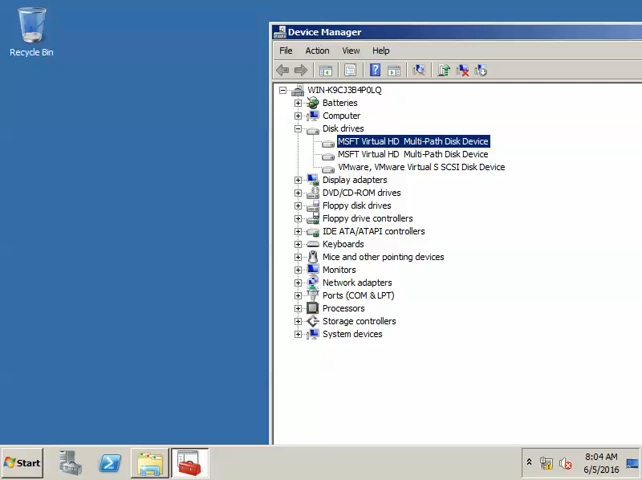 Device Manager
Recycle Bin
File Action View Help
WIN-K9CJ3B4P0LQ
Batteries
Computer
Disk drives
MSFT Virtual HD Multi-Path Disk Device
MSFT Virtual HD Multi-Path Disk Device
VMware, VMware Virtual S SCSI Disk Device
Display adapters
DVD/CD-ROM drives
Floppy disk drives
Floppy drive controllers
IDE ATA/ATAPI controllers
Keyboards
Mice and other pointing devices
Monitors
Network adapters
Ports (COM & LPT)
Processors
Storage controllers
System devices
Start
8:04 AM
6/5/2016